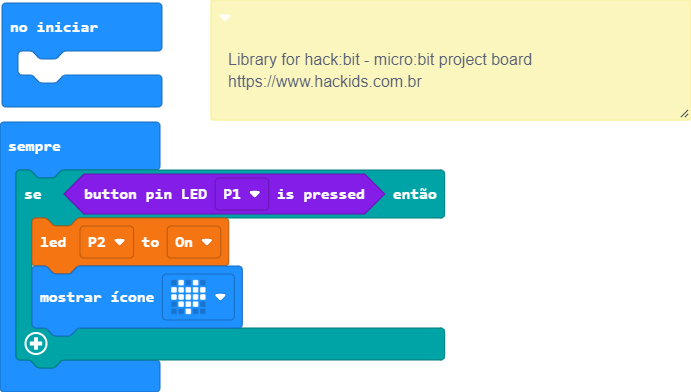 no iniciar
Library for hack:bit - micro:bit project board
https://www.hackids.com.br
sempre
se button pin LED P1 is pressed então
led P2 to On
mostrar ícone